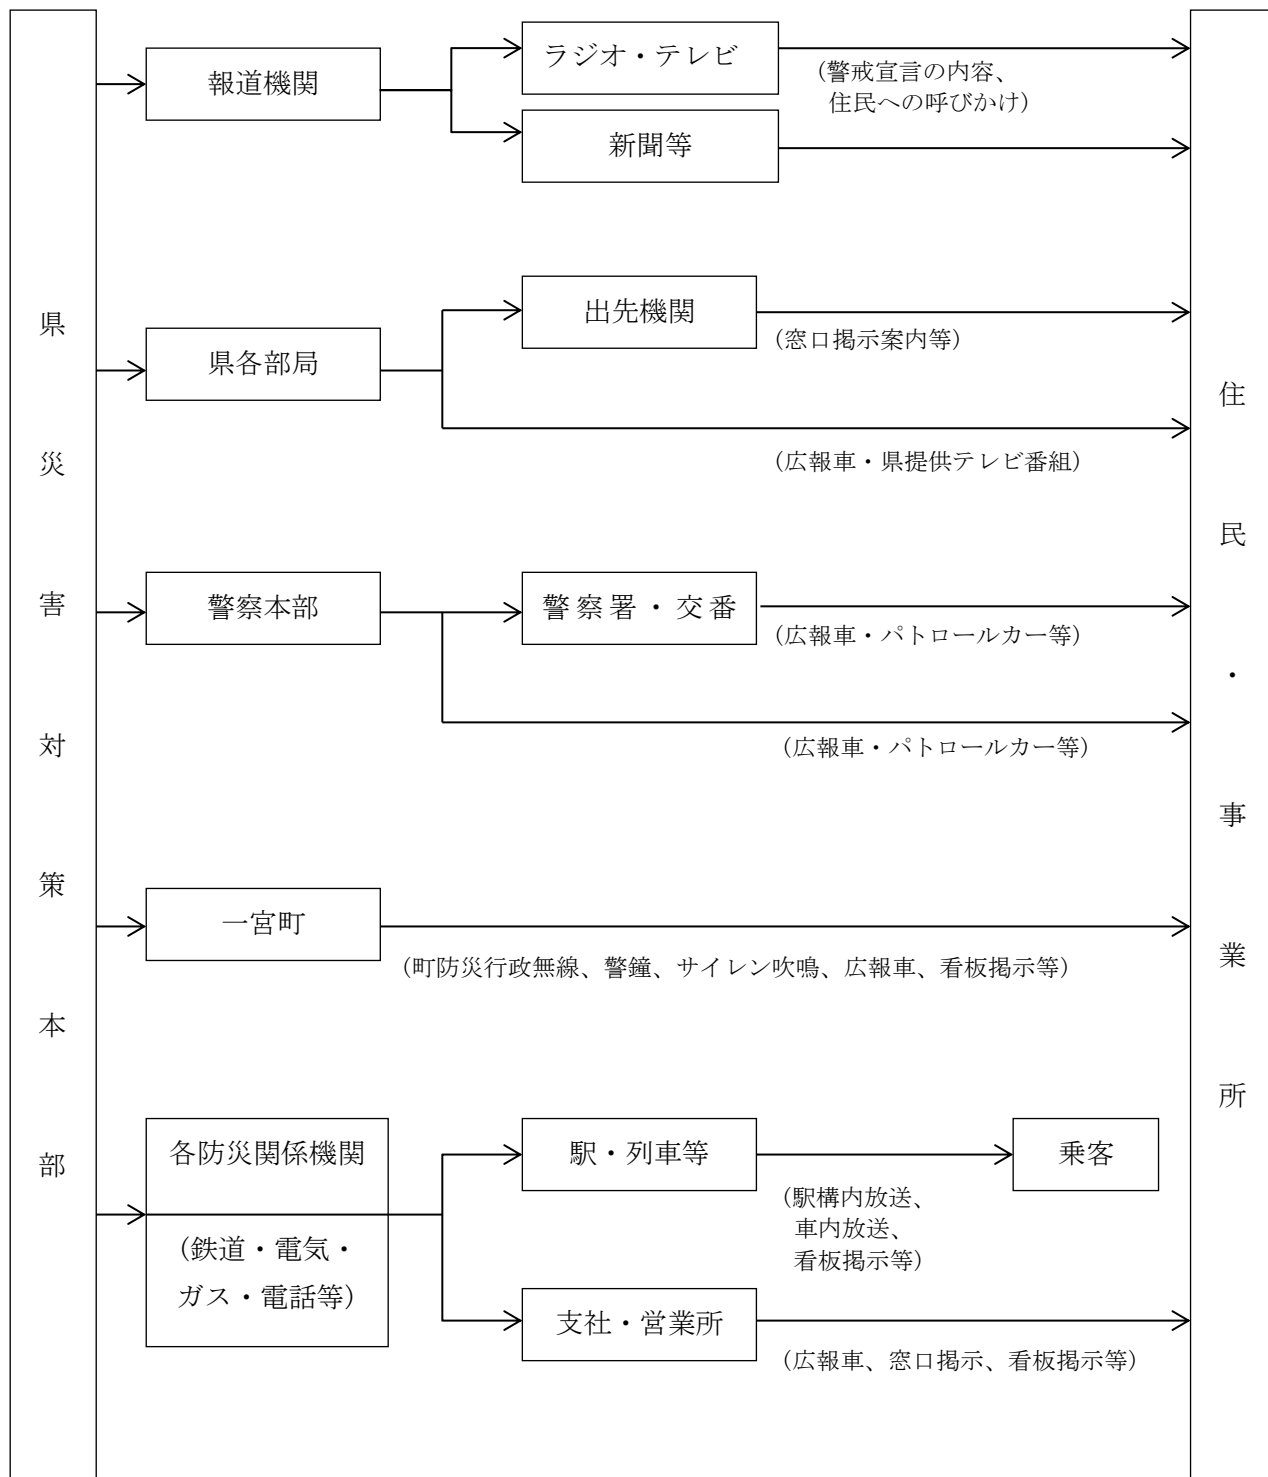 県災害対策本部
報道機関
ラジオ・テレビ
（警戒宣言の内容、
住民への呼びかけ）
新聞等
県各部局
出先機関
（窓口掲示案内等）
（広報車・県提供テレビ番組）
警察本部
警察署・交番
（広報車・パトロールカー等）
（広報車・パトロールカー等）
一宮町
（町防災行政無線、警鐘、サイレン吹鳴、広報車、看板掲示等）
各防災関係機関
（鉄道・電気・
ガス・電話等）
駅・列車等
（駅構内放送、
車内放送、
看板掲示等）
乗客
支社・営業所
（広報車、窓口掲示、看板掲示等）
住民・事業所